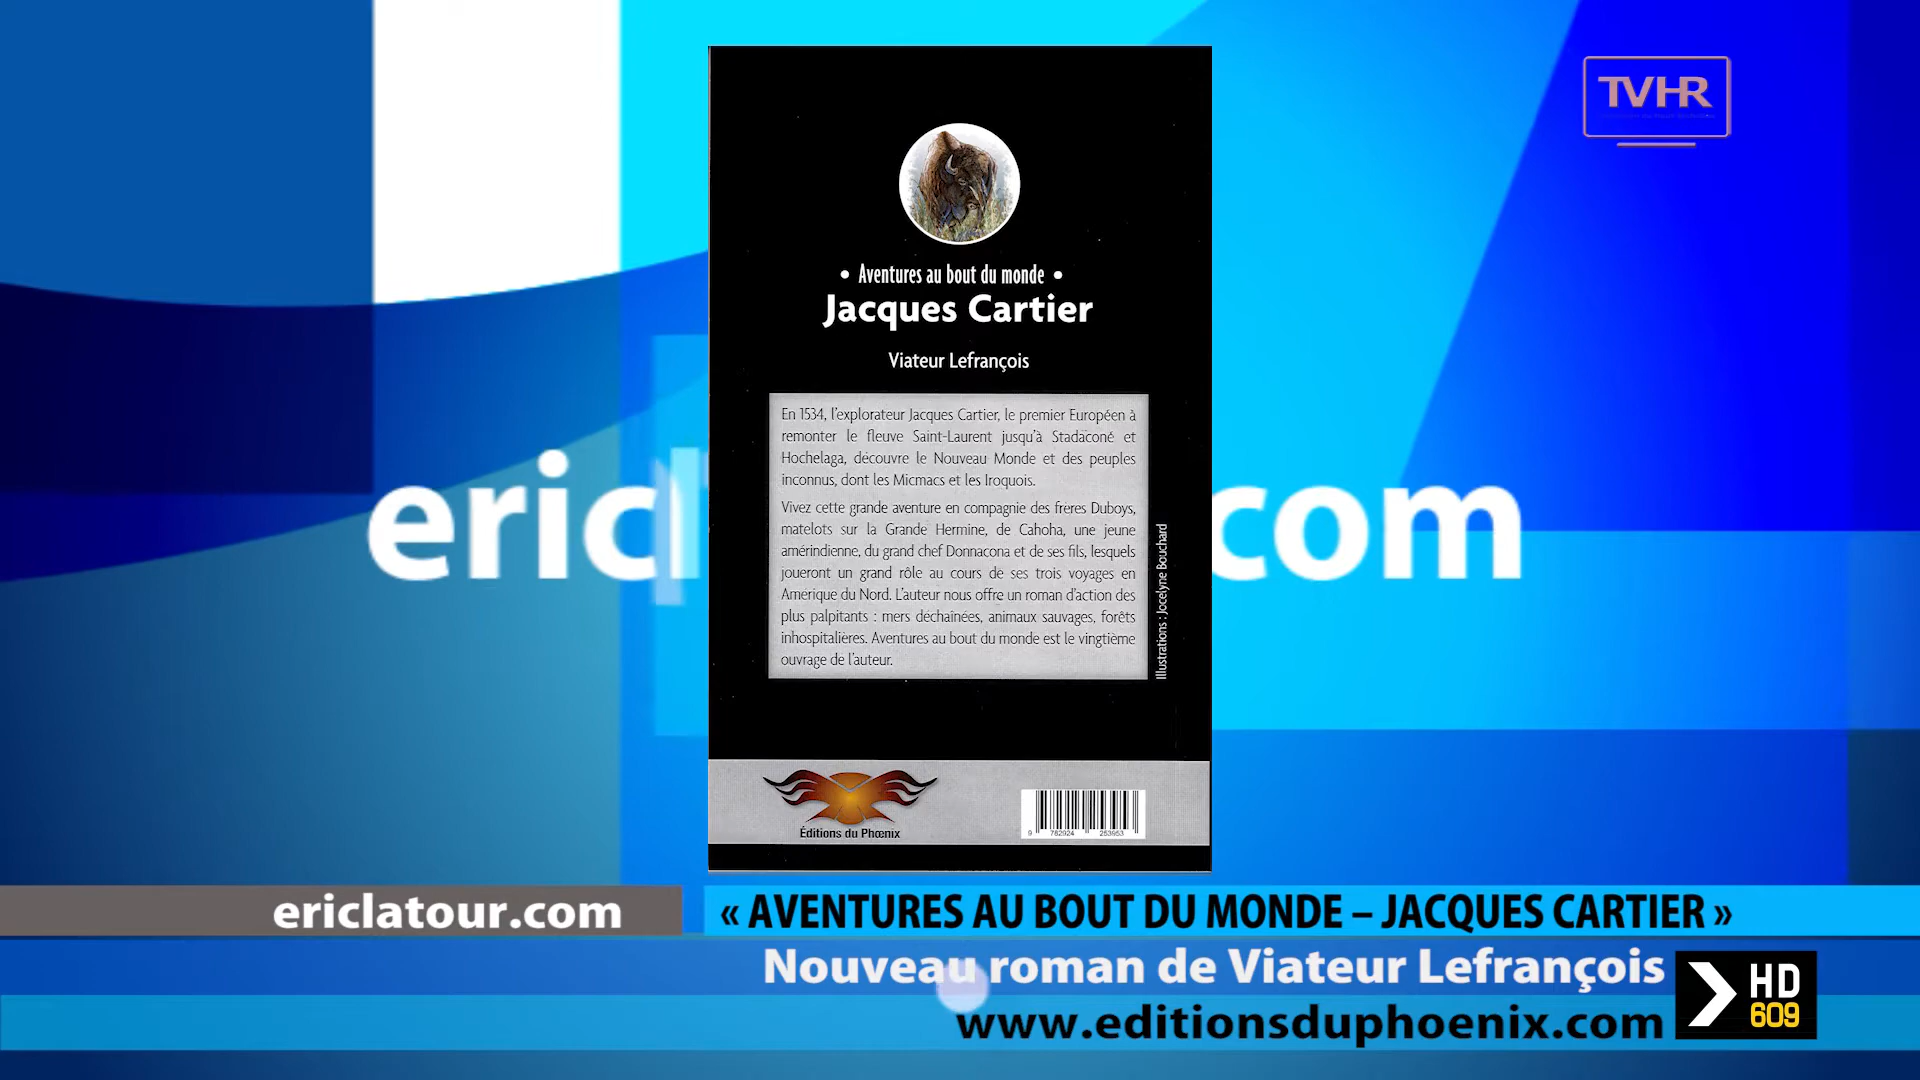 TVHR
• Aventures au bout du monde •
Jacques Cartier
Viateur Lefrançois
En 1534, l'explorateur Jacques Cartier, le premier Européen à
remonter le fleuve Saint-Laurent jusqu'à Stadaconé et
Hochelaga, découvre le Nouveau Monde et des peuples
inconnus, dont les Micmacs et les Iroquois.
Vivez cette grande aventure en compagnie des frères Duboys,
matelots sur la Grande Hermine, de Cahoha, une jeune
amérindienne, du grand chef Donnacona et de ses fils, lesquels
joueront un grand rôle au cours de ses trois voyages en
Amérique du Nord. L'auteur nous offre un roman d'action des
plus palpitants : mers déchaînées, animaux sauvages, forêts
inhospitalières. Aventures au bout du monde est le vingtième
ouvrage de l'auteur.
Illustrations : Jocelyne Bouchard
ericl
com
Éditions du Phœnix
9 782924 253953
ericlatour.com
« AVENTURES AU BOUT DU MONDE – JACQUES CARTIER »
Nouveau roman de Viateur Lefrançois
www.editionsduphoenix.com
HD
609